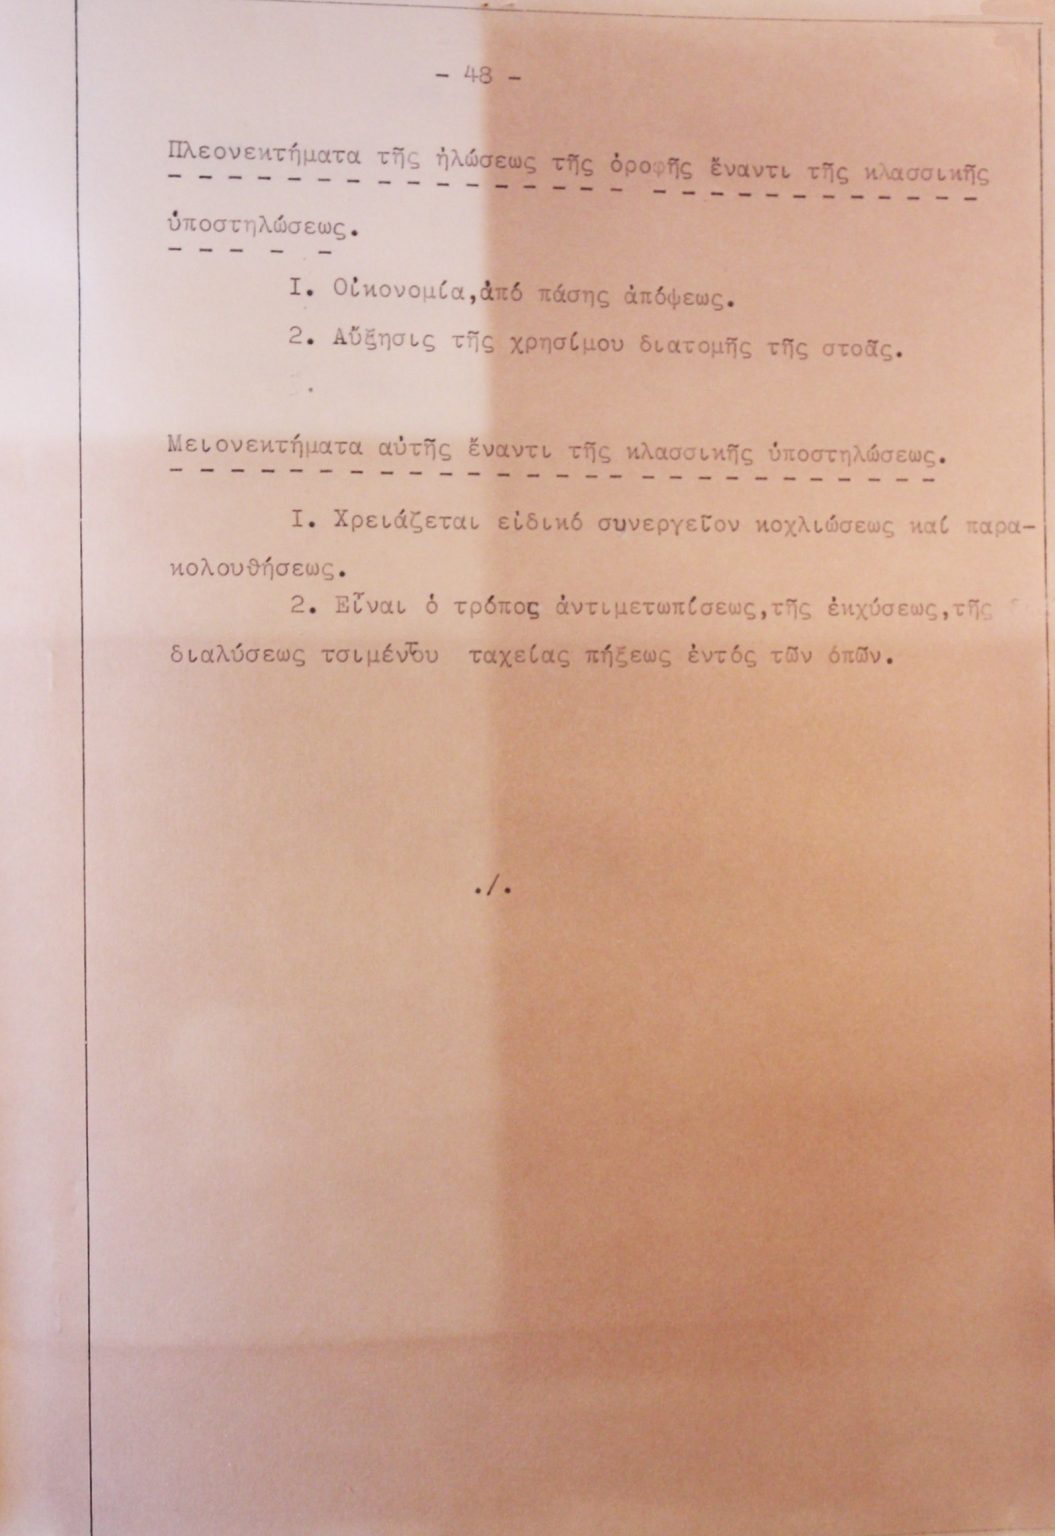 - 48 -
Πλεονεκτήματα τῆς ἡλώσεως τῆς ὀροφῆς ἔναντι τῆς κλασσικῆς
ὑποστηλώσεως.
I. Οἰκονομία,ἀπό πάσης ἀπόψεως.
2. Αὔξησις τῆς χρησίμου διατομῆς τῆς στοᾶς.
Μειονεκτήματα αὐτῆς ἔναντι τῆς κλασσικῆς ὑποστηλώσεως.
I. Χρειάζεται εἰδικό συνεργεῖον κοχλιώσεως καί παρα-
κολουθήσεως.
2. Εἶναι ὁ τρόπος ἀντιμετωπίσεως,τῆς ἐκχύσεως,τῆς
διαλύσεως τσιμέντου ταχείας πήξεως ἐντός τῶν ὀπῶν.
./.